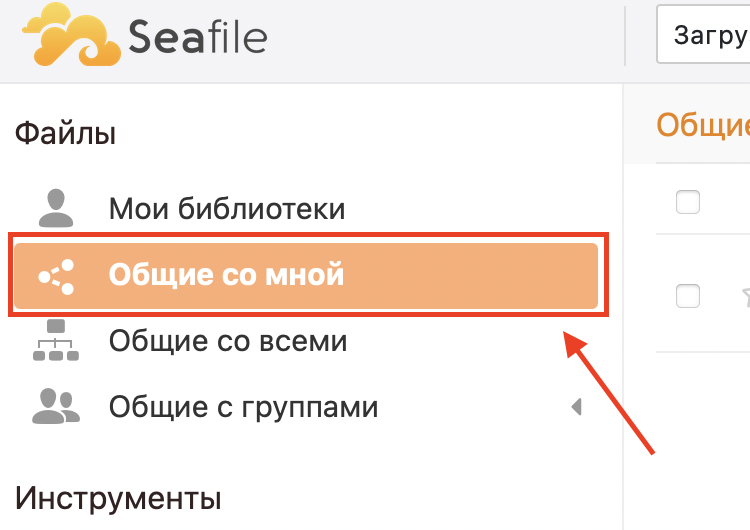 Seafile
Загру
Файлы
Общие
Мои библиотеки
Общие со мной
Общие со всеми
Общие с группами
Инструменты